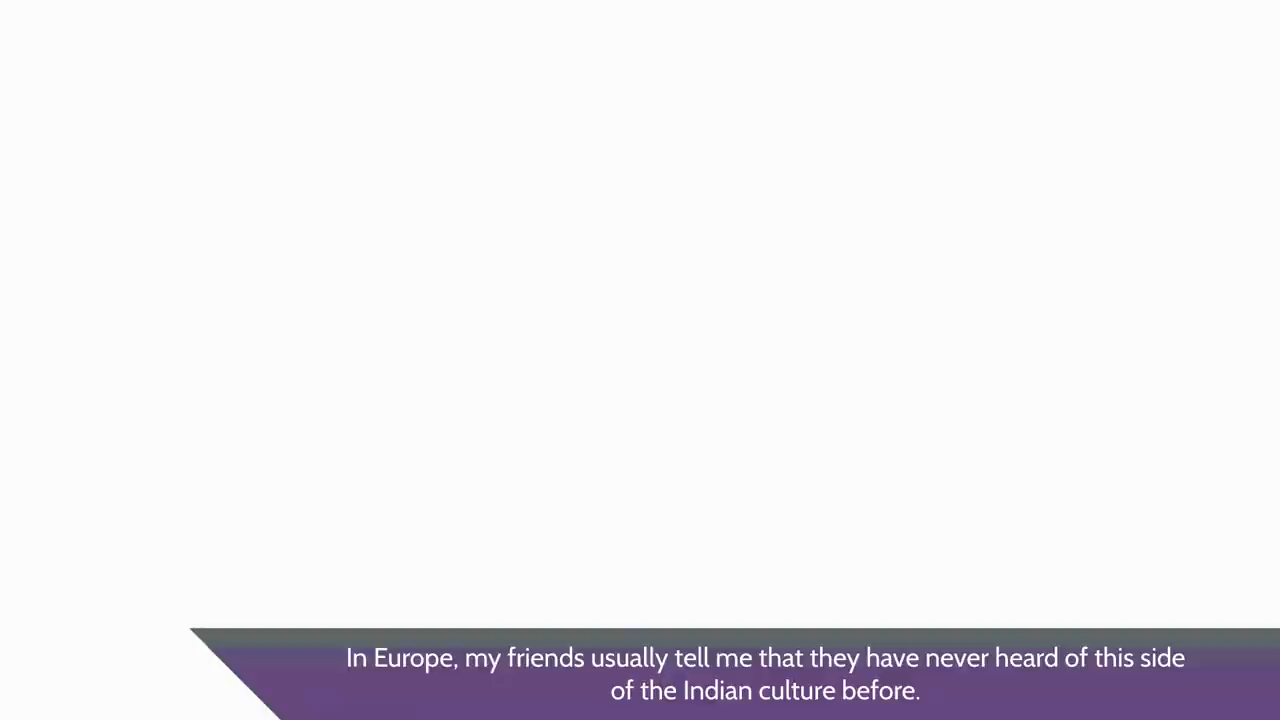 In Europe, my friends usually tell me that they have never heard of this side
of the Indian culture before.